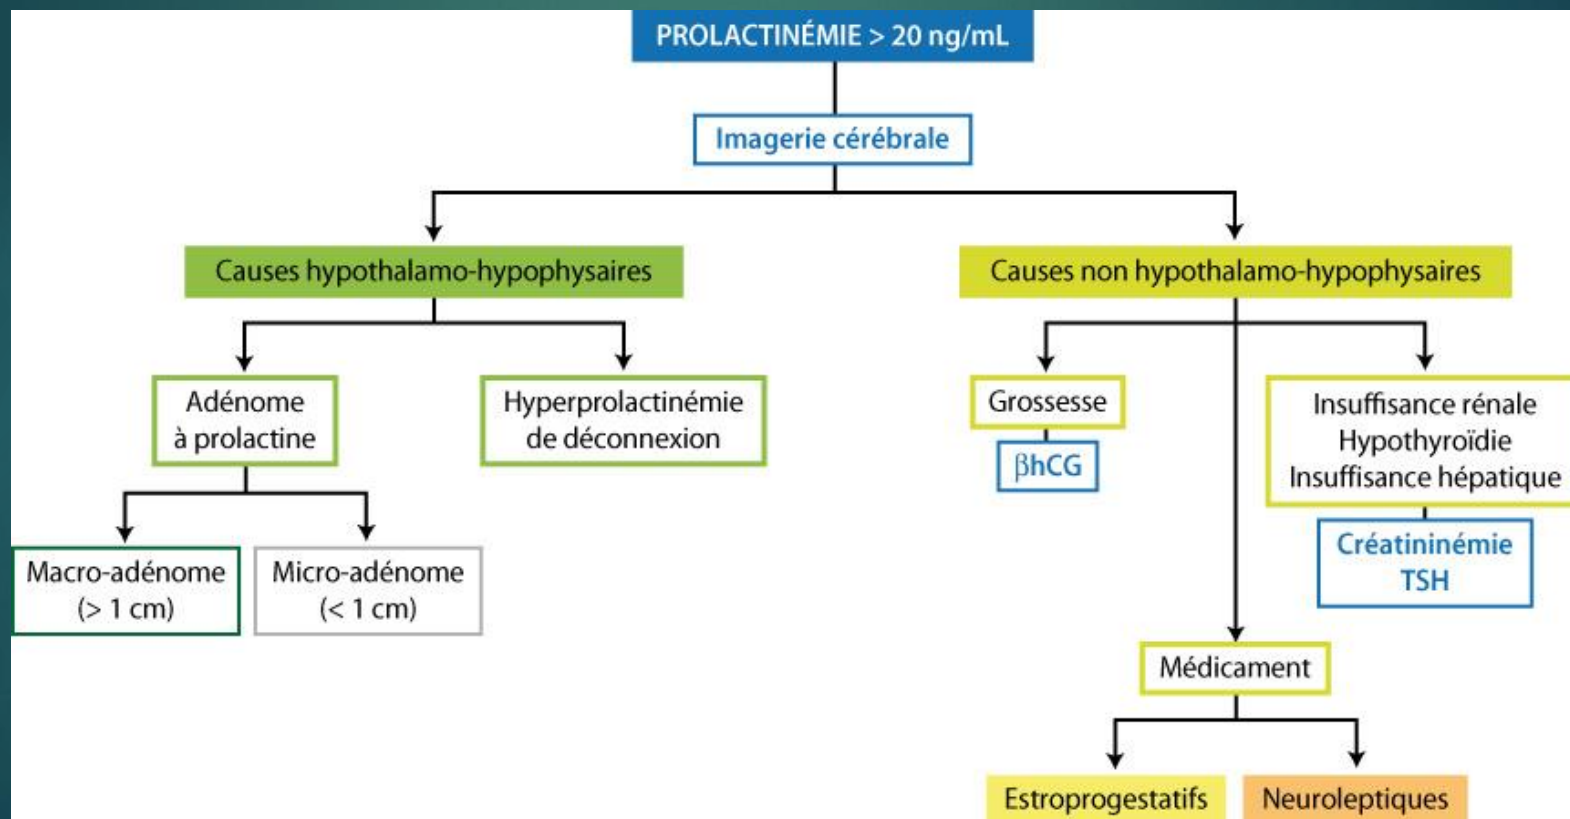 PROLACTINÉMIE > 20 ng/mL
Imagerie cérébrale
Causes hypothalamo-hypophysaires
Causes non hypothalamo-hypophysaires
Adénome
à prolactine
Hyperprolactinémie
de déconnexion
Grossesse
βhCG
Insuffisance rénale
Hypothyroïdie
Insuffisance hépatique
Créatininémie
TSH
Macro-adénome
(> 1 cm)
Micro-adénome
(< 1 cm)
Médicament
Estroprogestatifs
Neuroleptiques